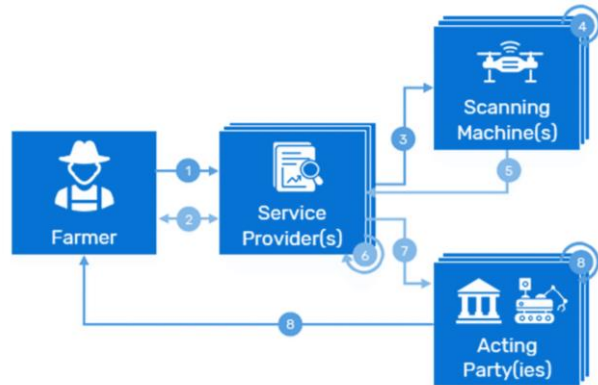 4
Scanning
Machine(s)
3
5
1
2
Farmer
Service
Provider(s)
6
7
8
8
Acting
Party(ies)